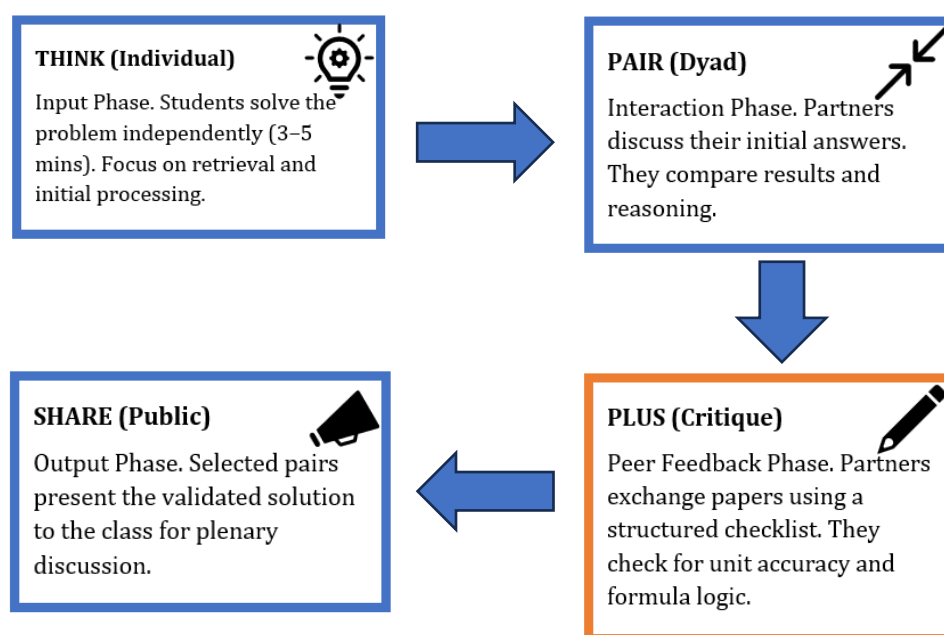 THINK (Individual)
Input Phase. Students solve the
problem independently (3–5
mins). Focus on retrieval and
initial processing.
PAIR (Dyad)
Interaction Phase. Partners
discuss their initial answers.
They compare results and
reasoning.
PLUS (Critique)
Peer Feedback Phase. Partners
exchange papers using a
structured checklist. They
check for unit accuracy and
formula logic.
SHARE (Public)
Output Phase. Selected pairs
present the validated solution
to the class for plenary
discussion.